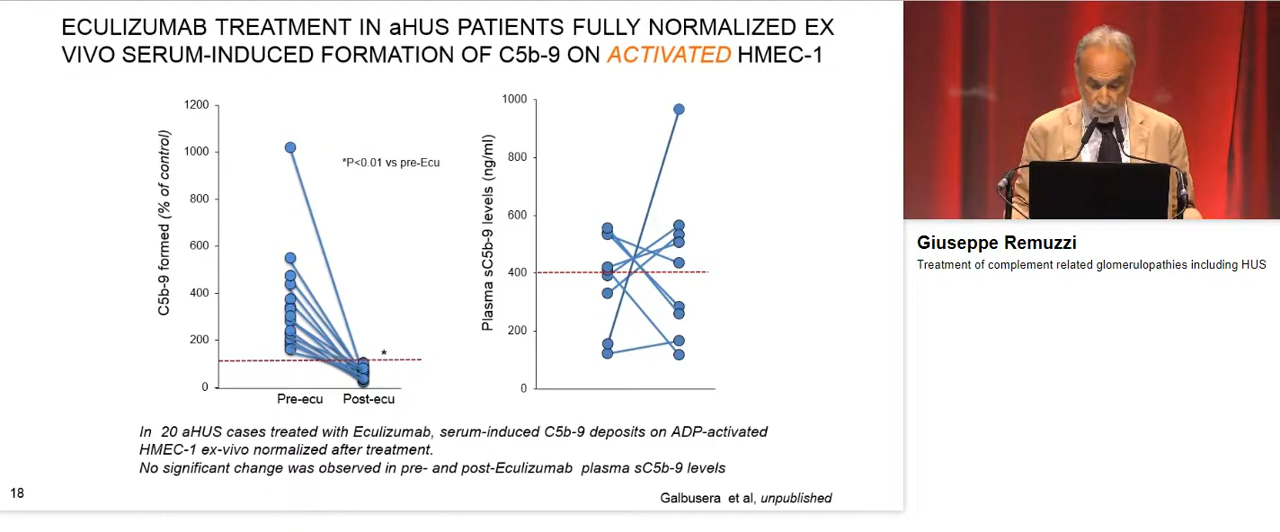 EECULIZUMAB TREATMENT IN aHUS PATIENTS FULLY NORMALIZED EX
VIVO SERUM-INDUCED FORMATION OF C5b-9 ON ACTIVATED HMEC-1
C5b-9 formed (% of control)
1200
1000
800
600
400
200
0
*P<0.01 vs pre-Ecu
*
Pre-ecu
Post-ecu
Plasma sC5b-9 levels (ng/ml)
1000
800
600
400
200
0
In 20 aHUS cases treated with Eculizumab, serum-induced C5b-9 deposits on ADP-activated
HMEC-1 ex-vivo normalized after treatment.
No significant change was observed in pre- and post-Eculizumab plasma sC5b-9 levels
18
Galbusera et al, unpublished
Giuseppe Remuzzi
Treatment of complement related glomerulopathies including HUS